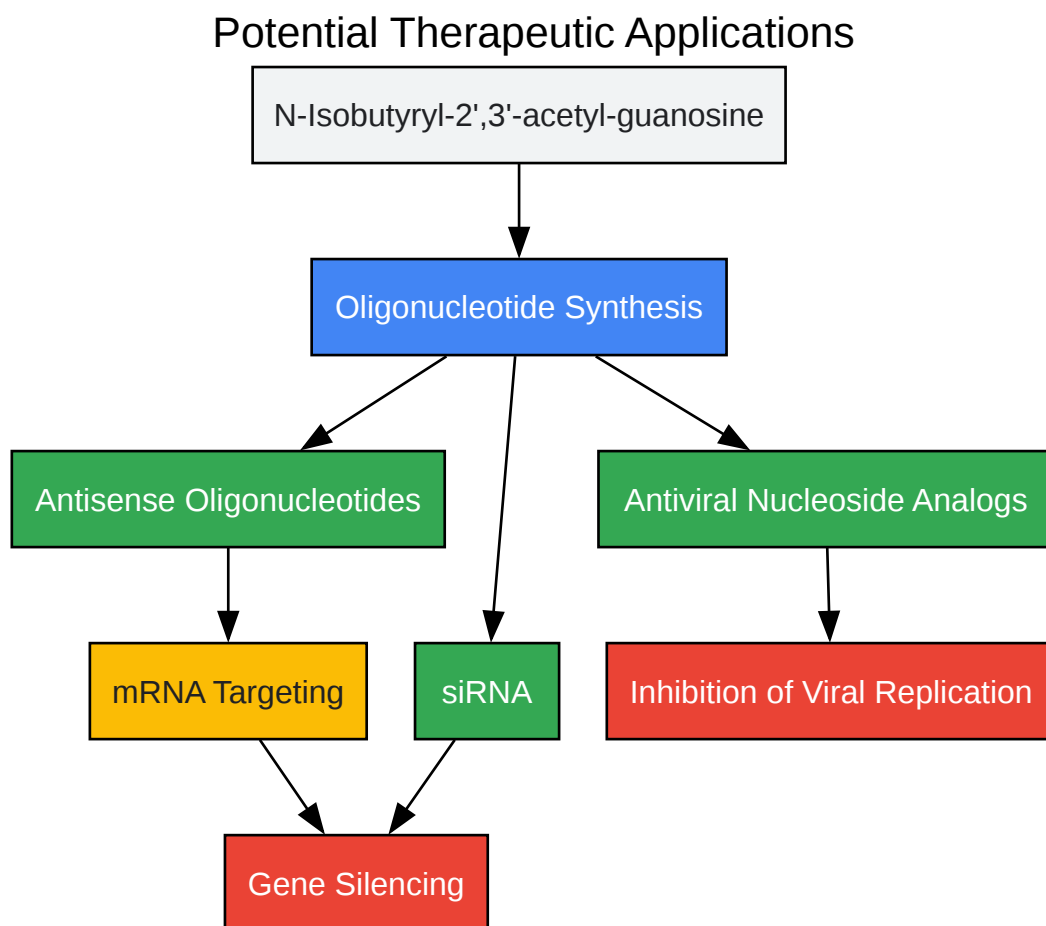 Potential Therapeutic Applications
N-Isobutyryl-2',3'-acetyl-guanosine
Oligonucleotide Synthesis
Antisense Oligonucleotides
Antiviral Nucleoside Analogs
mRNA Targeting
siRNA
Inhibition of Viral Replication
Gene Silencing